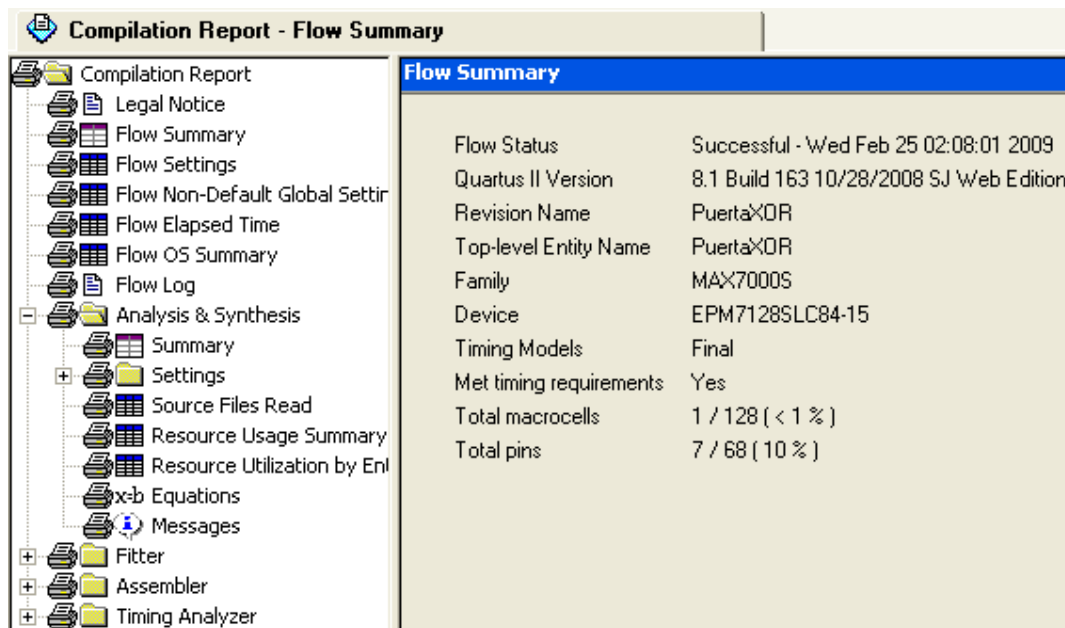 Compilation Report - Flow Summary
Compilation Report
Legal Notice
Flow Summary
Flow Settings
Flow Non-Default Global Settin
Flow Elapsed Time
Flow OS Summary
Flow Log
Analysis & Synthesis
Summary
Settings
Source Files Read
Resource Usage Summary
Resource Utilization by En
x=b Equations
Messages
Fitter
Assembler
Timing Analyzer
Flow Summary
Flow Status Successful - Wed Feb 25 02:08:01 2009
Quartus II Version 8.1 Build 163 10/28/2008 SJ Web Edition
Revision Name PuertaXOR
Top-level Entity Name PuertaXOR
Family MAX7000S
Device EPM7128SLC84-15
Timing Models Final
Met timing requirements Yes
Total macrocells 1 / 128 ( < 1 % )
Total pins 7 / 68 ( 10 % )